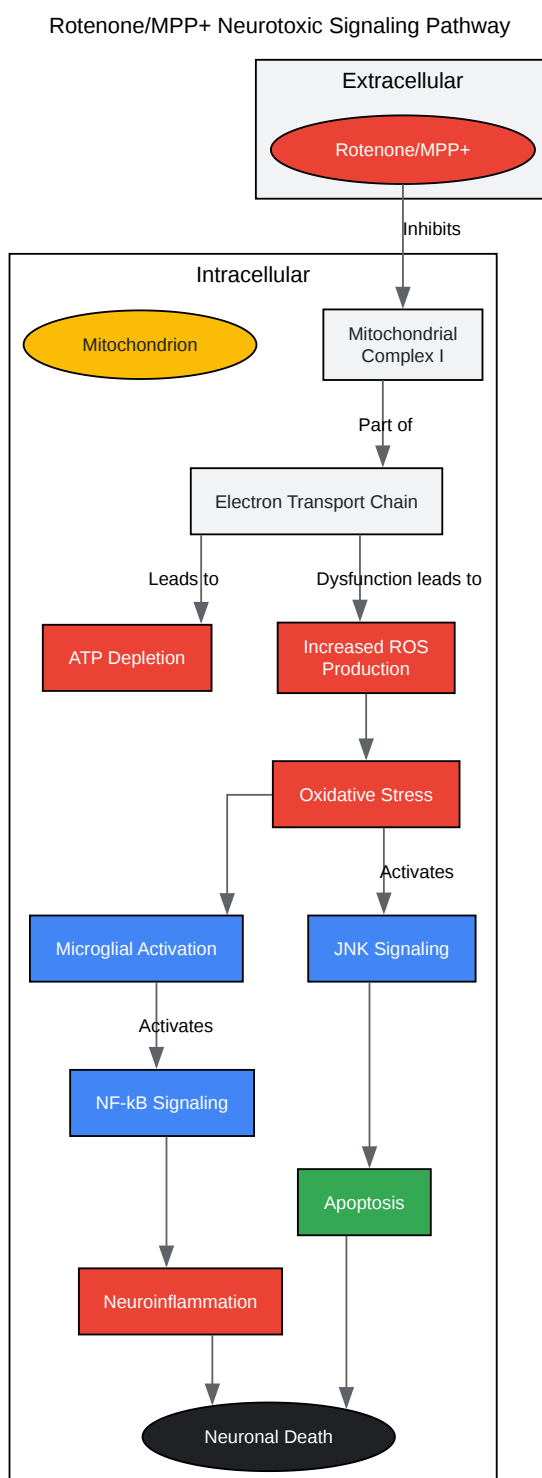 Rotenone/MPP+ Neurotoxic Signaling Pathway
Extracellular
Rotenone/MPP+
Inhibits
Intracellular
Mitochondrion
Mitochondrial
Complex I
Part of
Electron Transport Chain
Leads to
Dysfunction leads to
ATP Depletion
Increased ROS
Production
Oxidative Stress
Activates
Microglial Activation
JNK Signaling
Activates
NF-kB Signaling
Apoptosis
Neuroinflammation
Neuronal Death